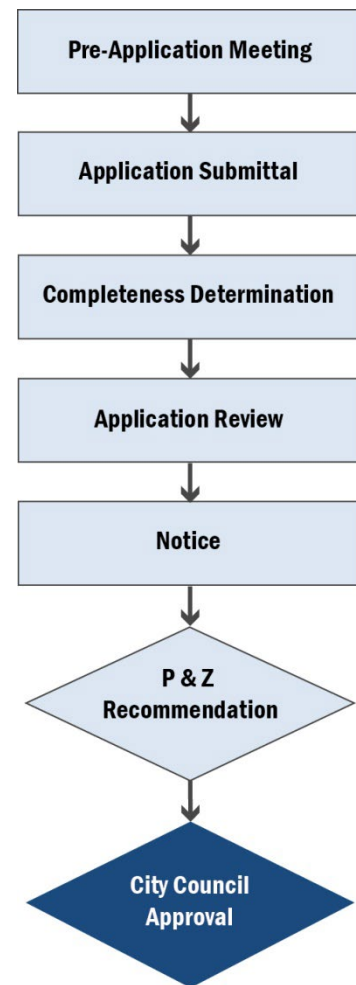 Pre-Application Meeting
Application Submittal
Completeness Determination
Application Review
Notice
P & Z
Recommendation
City Council
Approval